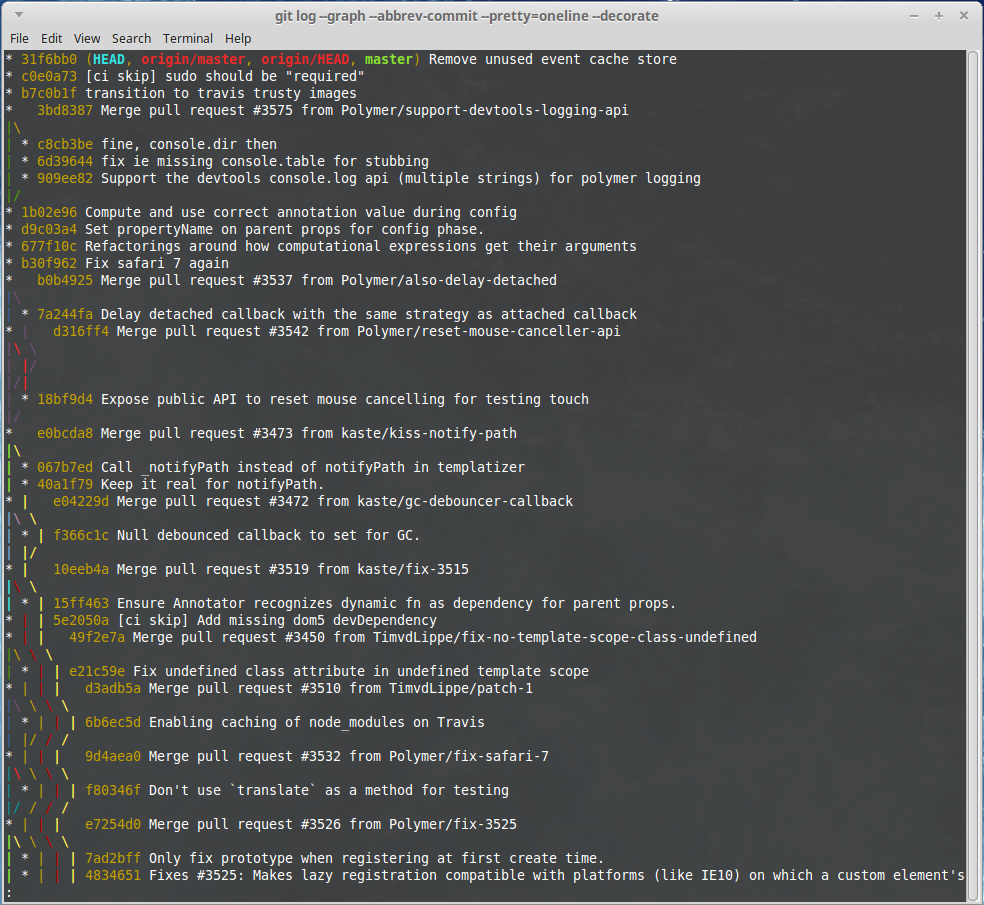 git log --graph --abbrev-commit --pretty=oneline --decorate
File Edit View Search Terminal Help
* 31f6bb0 (HEAD, origin/master, origin/HEAD, master) Remove unused event cache store
* c0e0a73 [ci skip] sudo should be "required"
* b7c0b1f transition to travis trusty images
*   3bd8387 Merge pull request #3575 from Polymer/support-devtools-logging-api
|\
| * c8cb3be fine, console.dir then
| * 6d39644 fix ie missing console.table for stubbing
| * 909ee82 Support the devtools console.log api (multiple strings) for polymer logging
|/
* 1b02e96 Compute and use correct annotation value during config
* d9c03a4 Set propertyName on parent props for config phase.
* 677f10c Refactorings around how computational expressions get their arguments
* b30f962 Fix safari 7 again
*   b0b4925 Merge pull request #3537 from Polymer/also-delay-detached
|\
| * 7a244fa Delay detached callback with the same strategy as attached callback
* |   d316ff4 Merge pull request #3542 from Polymer/reset-mouse-canceller-api
|\ \
| |/
|/|
| * 18bf9d4 Expose public API to reset mouse cancelling for testing touch
|/
*   e0bcda8 Merge pull request #3473 from kaste/kiss-notify-path
|\
| * 067b7ed Call _notifyPath instead of notifyPath in templatizer
| * 40a1f79 Keep it real for notifyPath.
* |   e04229d Merge pull request #3472 from kaste/gc-debouncer-callback
|\ \
| * | f366c1c Null debounced callback to set for GC.
| |/
* |   10eeb4a Merge pull request #3519 from kaste/fix-3515
|\ \
| * | 15ff463 Ensure Annotator recognizes dynamic fn as dependency for parent props.
* | | 5e2050a [ci skip] Add missing dom5 devDependency
* | |   49f2e7a Merge pull request #3450 from TimvdLippe/fix-no-template-scope-class-undefined
|\ \ \
| * | | e21c59e Fix undefined class attribute in undefined template scope
* | | |   d3adb5a Merge pull request #3510 from TimvdLippe/patch-1
|\ \ \ \
| * | | | 6b6ec5d Enabling caching of node_modules on Travis
| |/ / /
* | | |   9d4aea0 Merge pull request #3532 from Polymer/fix-safari-7
|\ \ \ \
| * | | | f80346f Don't use `translate` as a method for testing
|/ / / /
* | | |   e7254d0 Merge pull request #3526 from Polymer/fix-3525
|\ \ \ \
| * | | | 7ad2bff Only fix prototype when registering at first create time.
| * | | | 4834651 Fixes #3525: Makes lazy registration compatible with platforms (like IE10) on which a custom element's
: